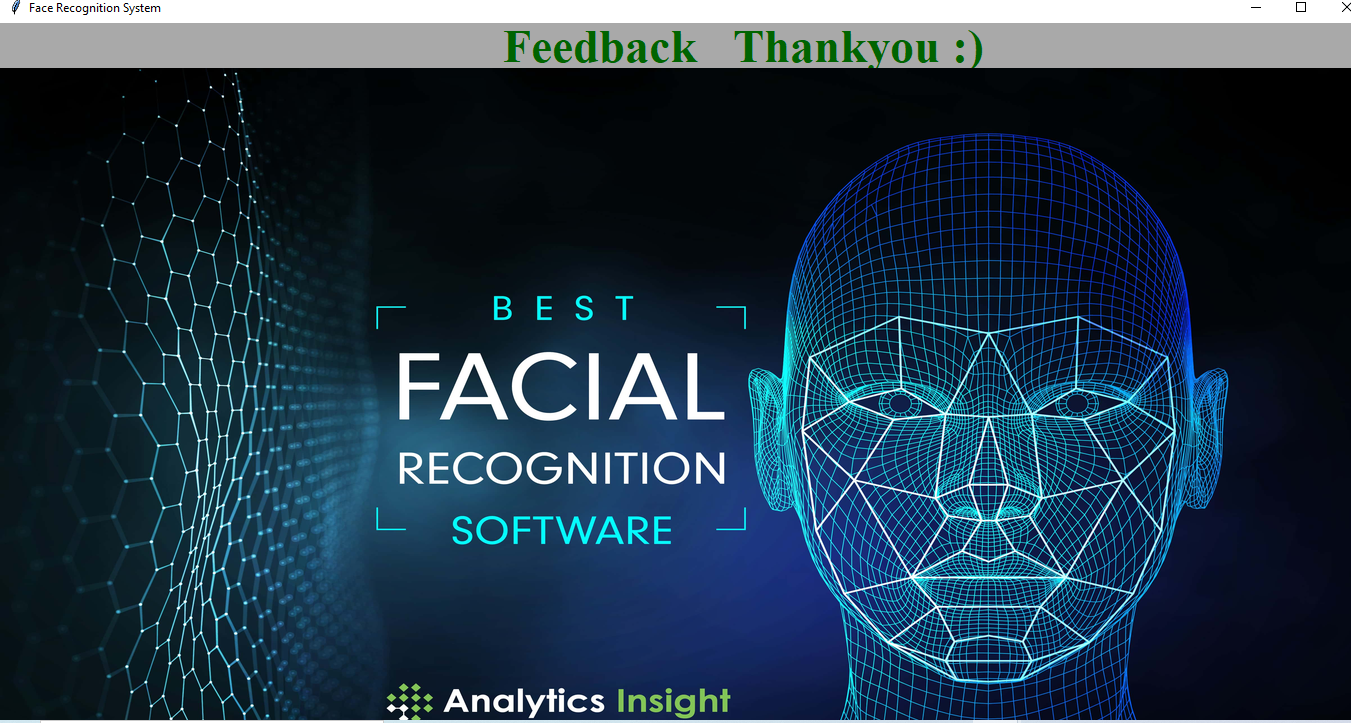 Face Recognition System
Feedback Thankyou :)
BEST
FACIAL
RECOGNITION
SOFTWARE
Analytics Insight